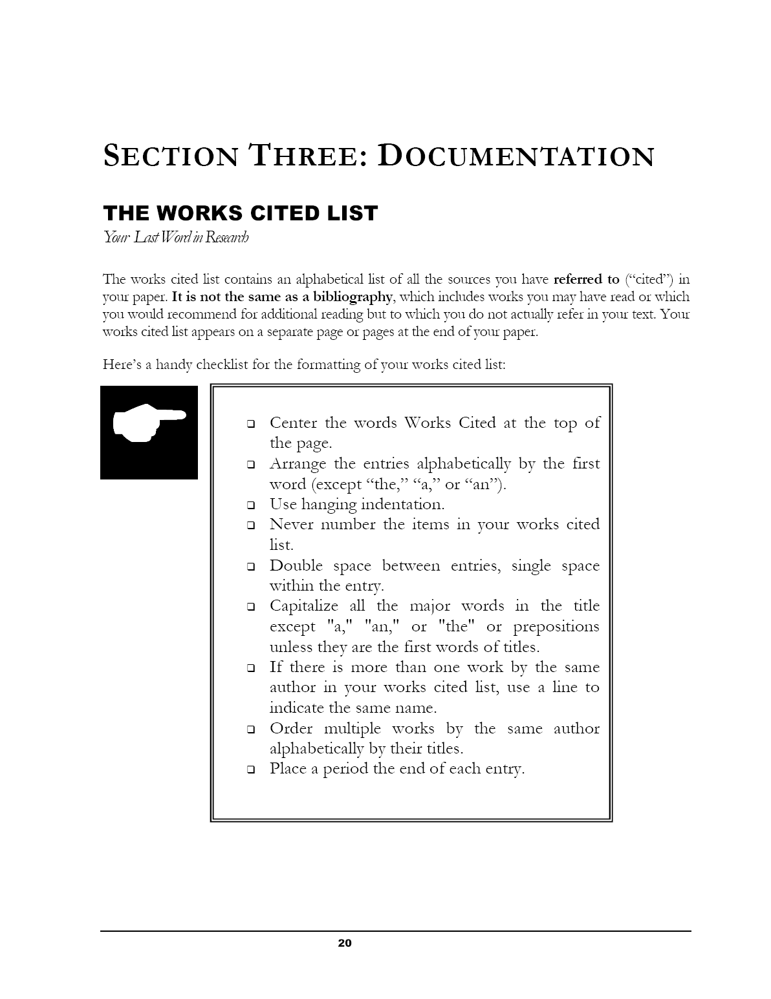 SECTION THREE: DOCUMENTATION
THE WORKS CITED LIST
Your Last Word in Research
The works cited list contains an alphabetical list of all the sources you have referred to (“cited”) in
your paper. It is not the same as a bibliography, which includes works you may have read or which
you would recommend for additional reading but to which you do not actually refer in your text. Your
works cited list appears on a separate page or pages at the end of your paper.
Here’s a handy checklist for the formatting of your works cited list:
❑ Center the words Works Cited at the top of
the page.
❑ Arrange the entries alphabetically by the first
word (except “the,” “a,” or “an”).
❑ Use hanging indentation.
❑ Never number the items in your works cited
list.
❑ Double space between entries, single space
within the entry.
❑ Capitalize all the major words in the title
except "a," "an," or "the" or prepositions
unless they are the first words of titles.
❑ If there is more than one work by the same
author in your works cited list, use a line to
indicate the same name.
❑ Order multiple works by the same author
alphabetically by their titles.
❑ Place a period the end of each entry.
20